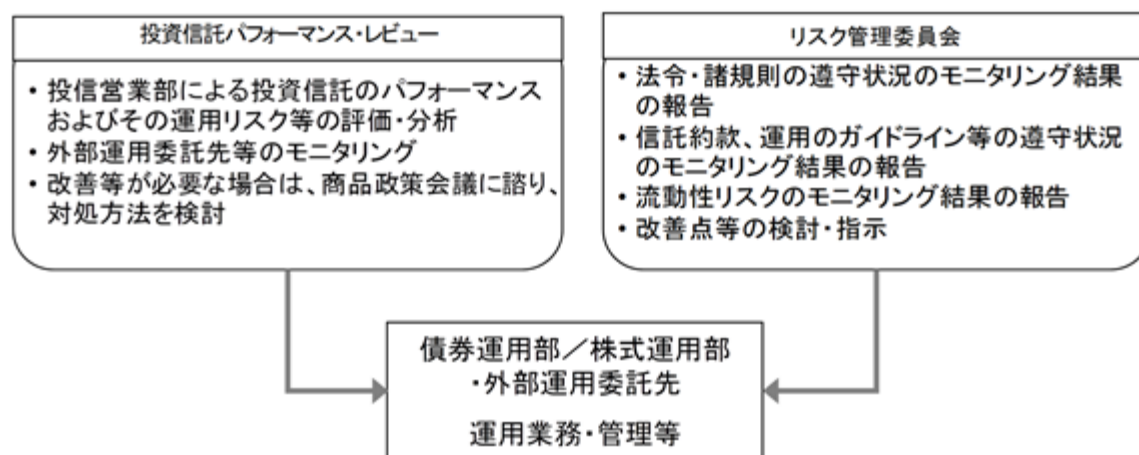 投資信託パフォーマンス・レビュー
・投信営業部による投資信託のパフォーマンス
およびその運用リスク等の評価・分析
・外部運用委託先等のモニタリング
・改善等が必要な場合は、商品政策会議に諮り、
対処方法を検討
リスク管理委員会
・法令・諸規則の遵守状況のモニタリング結果
の報告
・信託約款、運用のガイドライン等の遵守状況
のモニタリング結果の報告
・流動性リスクのモニタリング結果の報告
・改善点等の検討・指示
債券運用部／株式運用部
・外部運用委託先
運用業務・管理等